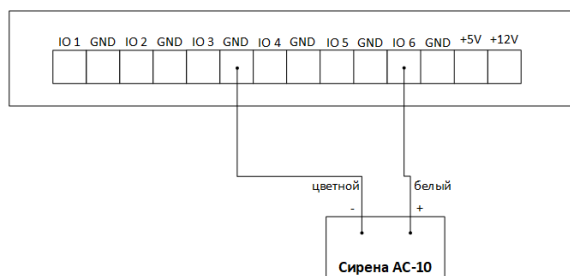 IO 1 GND IO 2 GND IO 3 GND IO 4 GND IO 5 GND IO 6 GND +5V +12V
цветной белый
- +
Сирена АС-10